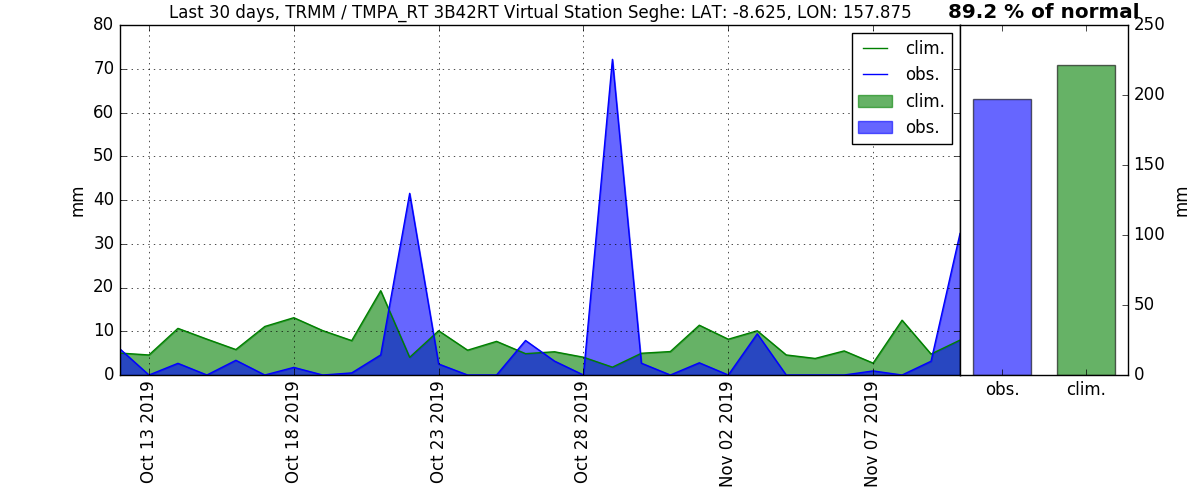 Last 30 days, TRMM / TMPA_RT 3B42RT Virtual Station Seghe: LAT: -8.625, LON: 157.875
89.2 % of normal
80
70
60
50
40
30
20
10
0
mm
clim.
obs.
clim.
obs.
250
200
150
100
50
0
mm
Oct 13 2019
Oct 18 2019
Oct 23 2019
Oct 28 2019
Nov 02 2019
Nov 07 2019
obs.
clim.